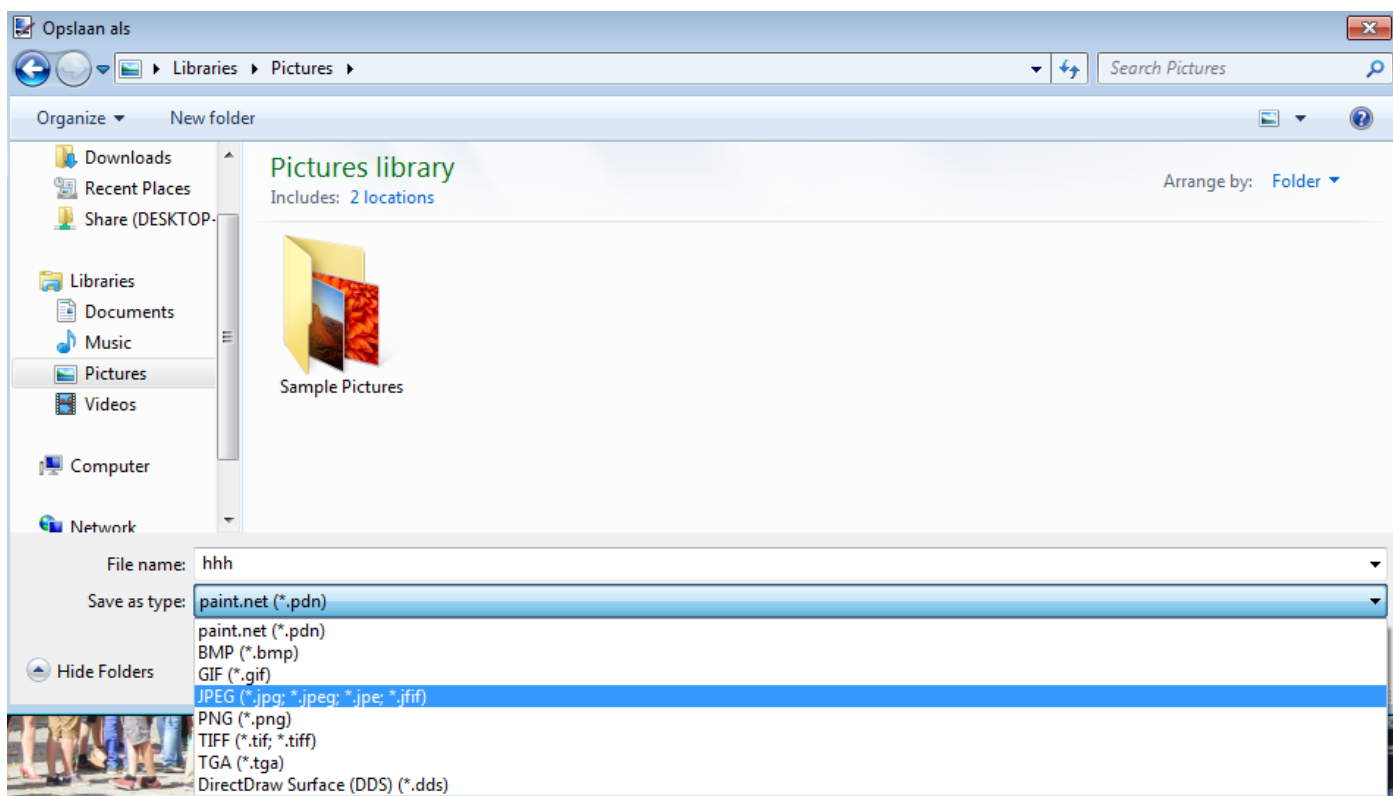 Opslaan als
Libraries Pictures
Search Pictures
Organize New folder
Downloads
Recent Places
Share (DESKTOP-
Libraries
Documents
Music
Pictures
Videos
Computer
Network
Pictures library
Includes: 2 locations
Arrange by: Folder
Sample Pictures
File name: hhh
Save as type: paint.net (*.pdn)
paint.net (*.pdn)
BMP (*.bmp)
GIF (*.gif)
JPEG (*.jpg; *.jpeg; *.jpe; *.jfif)
PNG (*.png)
TIFF (*.tif; *.tiff)
TGA (*.tga)
DirectDraw Surface (DDS) (*.dds)
Hide Folders